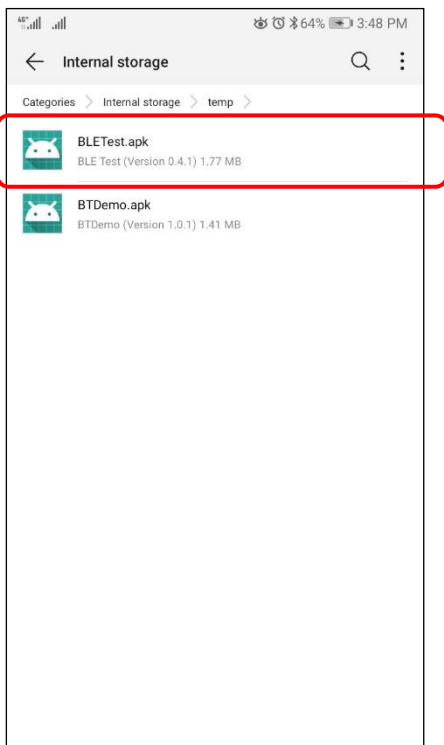 4G+ 64% 3:48 PM
Internal storage
Categories > Internal storage > temp >
BLETest.apk
BLE Test (Version 0.4.1) 1.77 MB
BTDemo.apk
BTDemo (Version 1.0.1) 1.41 MB